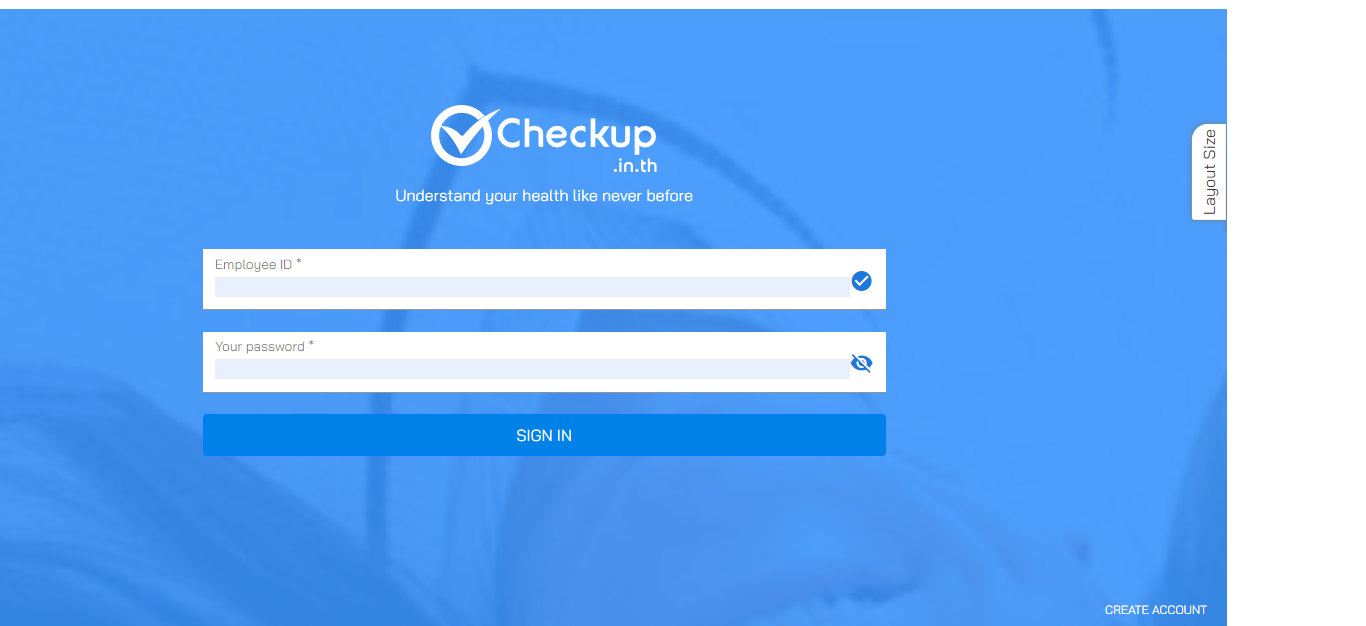 Checkup
.in.th
Understand your health like never before
Layout Size
Employee ID *
Your password *
SIGN IN
CREATE ACCOUNT